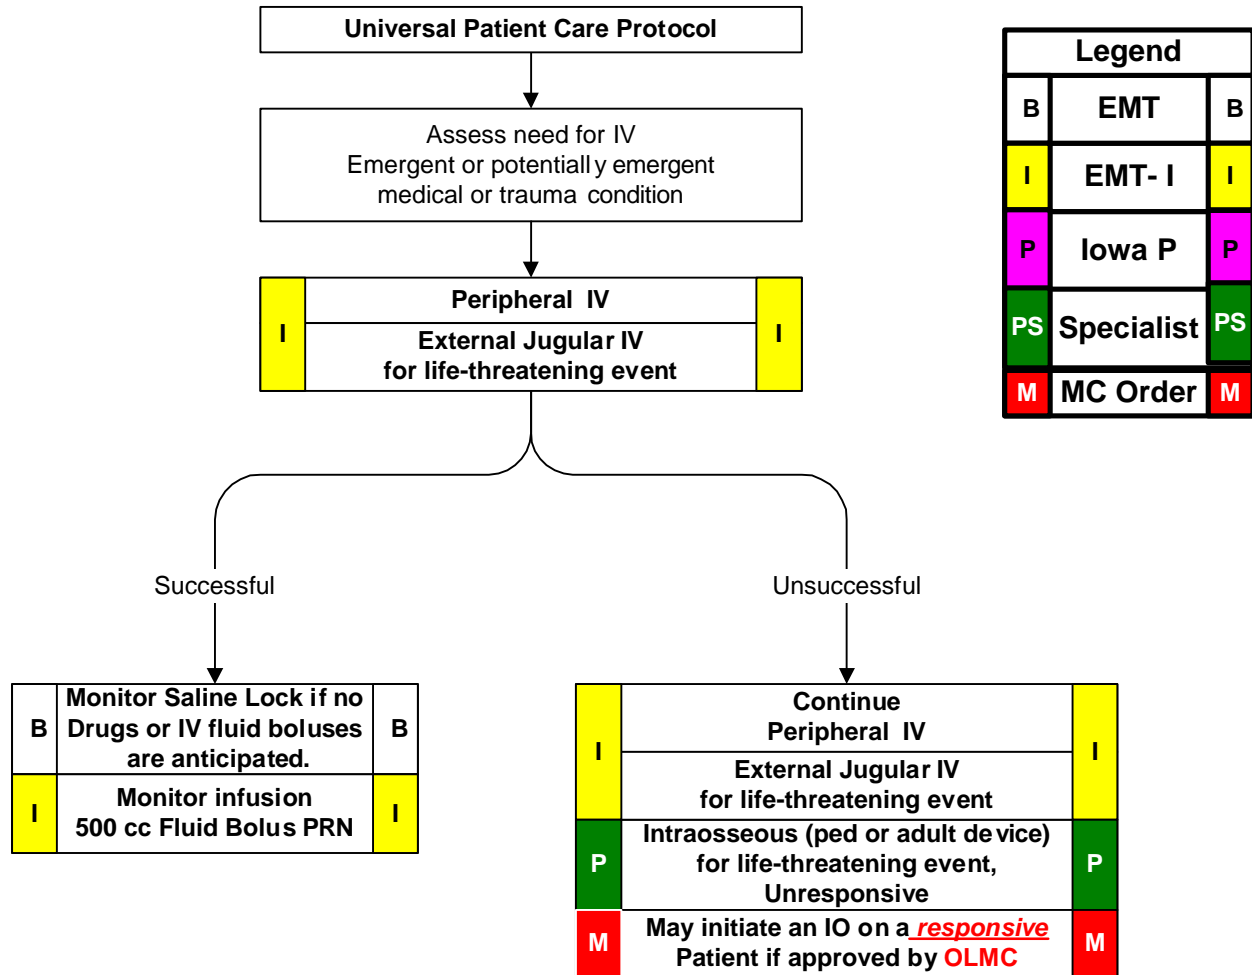 Universal Patient Care Protocol
Legend
B EMT B
I EMT- I I
P Iowa P P
PS Specialist PS
M MC Order M
Assess need for IV
Emergent or potentially emergent
medical or trauma condition
I Peripheral IV I
External Jugular IV
for life-threatening event
Successful
Unsuccessful
B Monitor Saline Lock if no B
Drugs or IV fluid boluses
are anticipated.
I Monitor infusion I
500 cc Fluid Bolus PRN
I Continue I
Peripheral IV
External Jugular IV
for life-threatening event
P Intraosseous (ped or adult device) P
for life-threatening event,
Unresponsive
M May initiate an IO on a responsive M
Patient if approved by OLMC